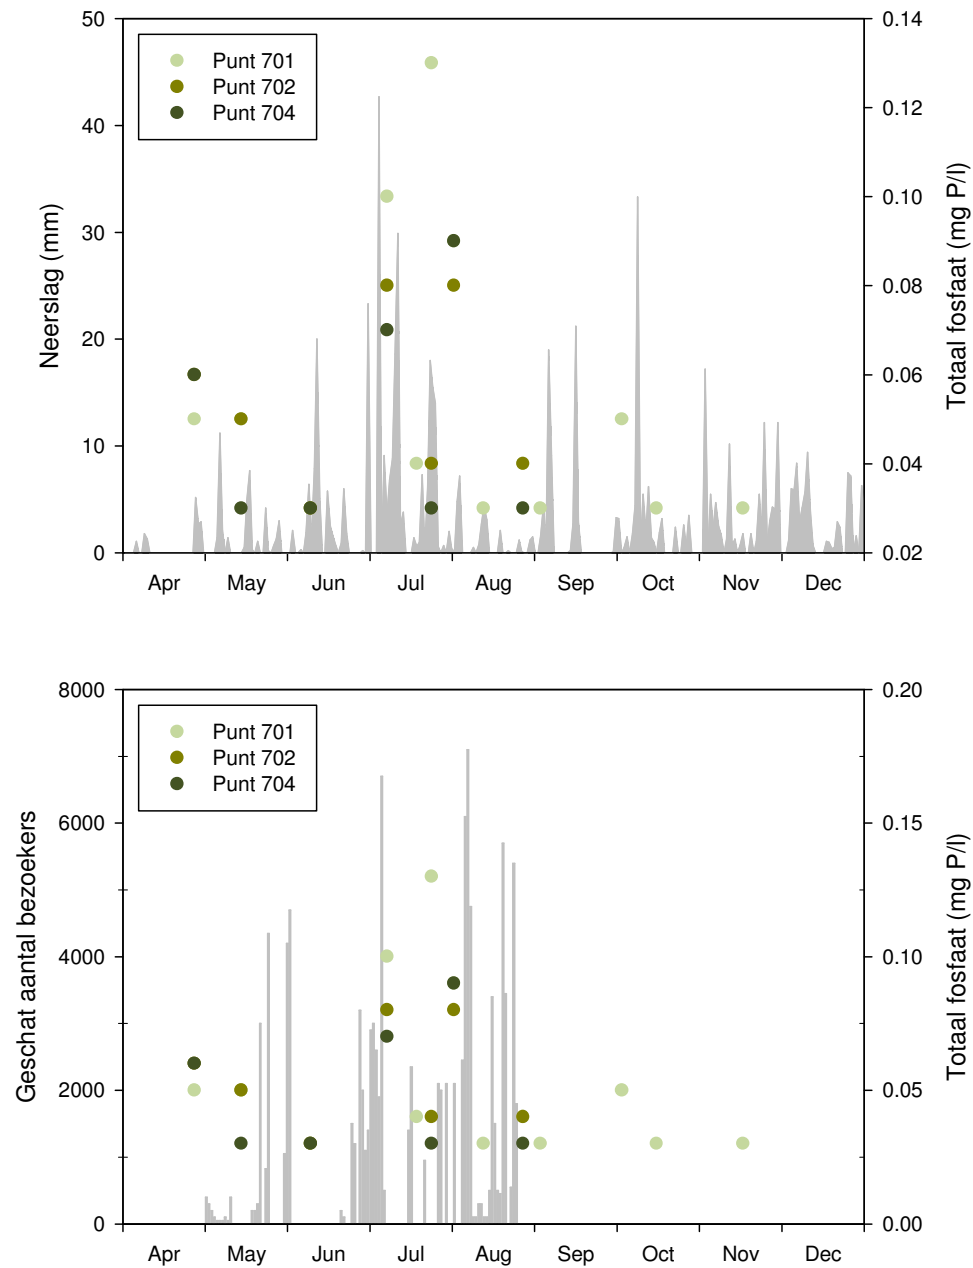 50
40
30
20
10
0
Neerslag (mm)
Punt 701
Punt 702
Punt 704
0.14
0.12
0.10
0.08
0.06
0.04
0.02
Totaal fosfaat (mg P/l)
Apr May Jun Jul Aug Sep Oct Nov Dec
8000
6000
4000
2000
0
Geschat aantal bezoekers
Punt 701
Punt 702
Punt 704
0.20
0.15
0.10
0.05
0.00
Totaal fosfaat (mg P/l)
Apr May Jun Jul Aug Sep Oct Nov Dec